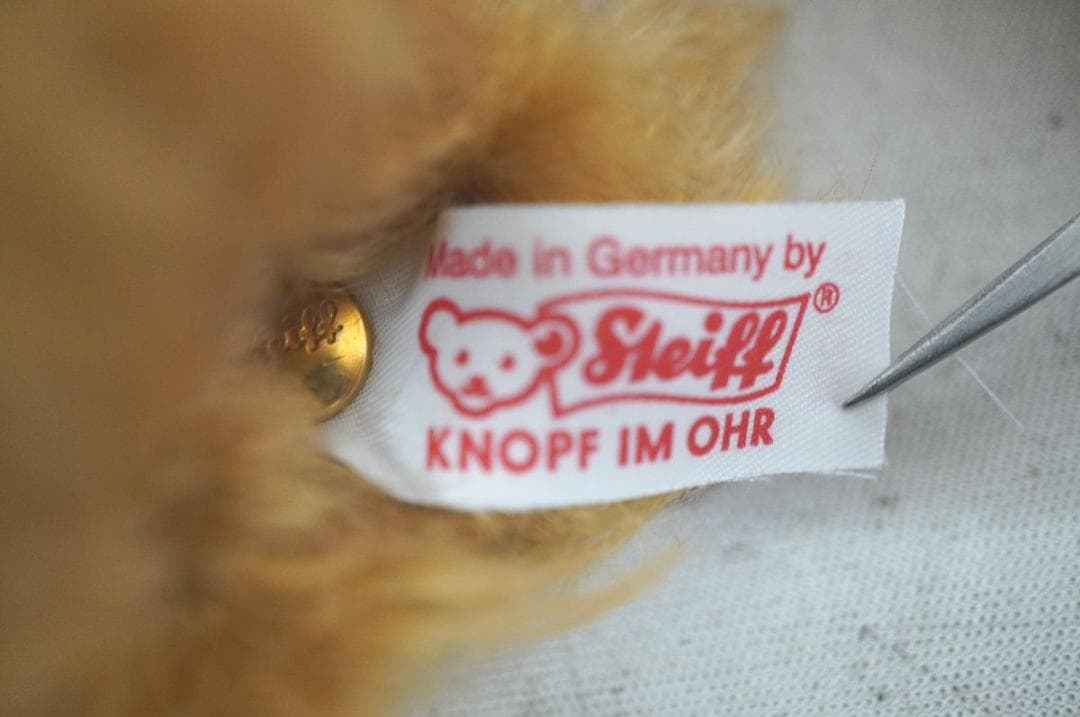 Made in Germany by
Steiff®
KNOPF IM OHR